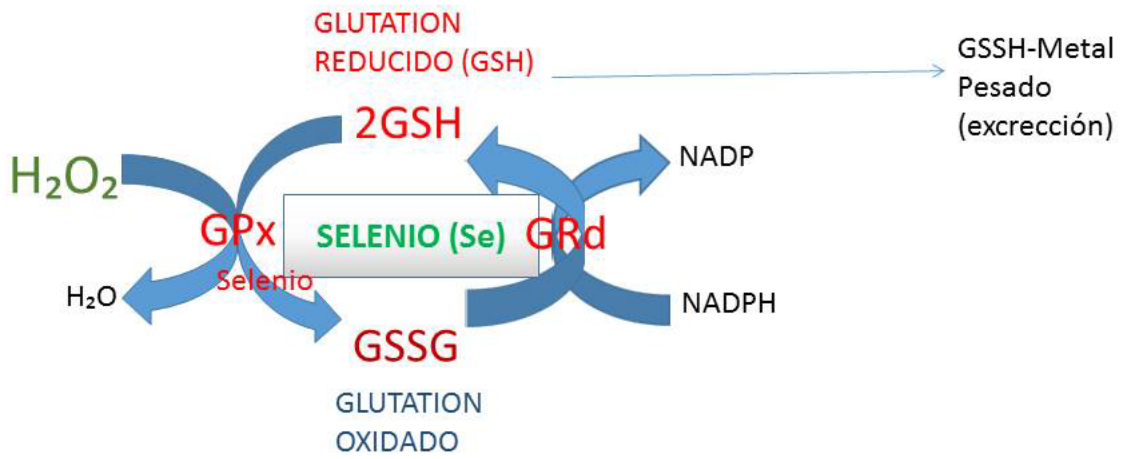 GLUTATION
REDUCIDO (GSH)
GSSH-Metal
Pesado
(excrección)
2GSH
H₂O₂
NADP
GPx
SELENIO (Se)
GRd
Selenio
H₂O
NADPH
GSSG
GLUTATION
OXIDADO